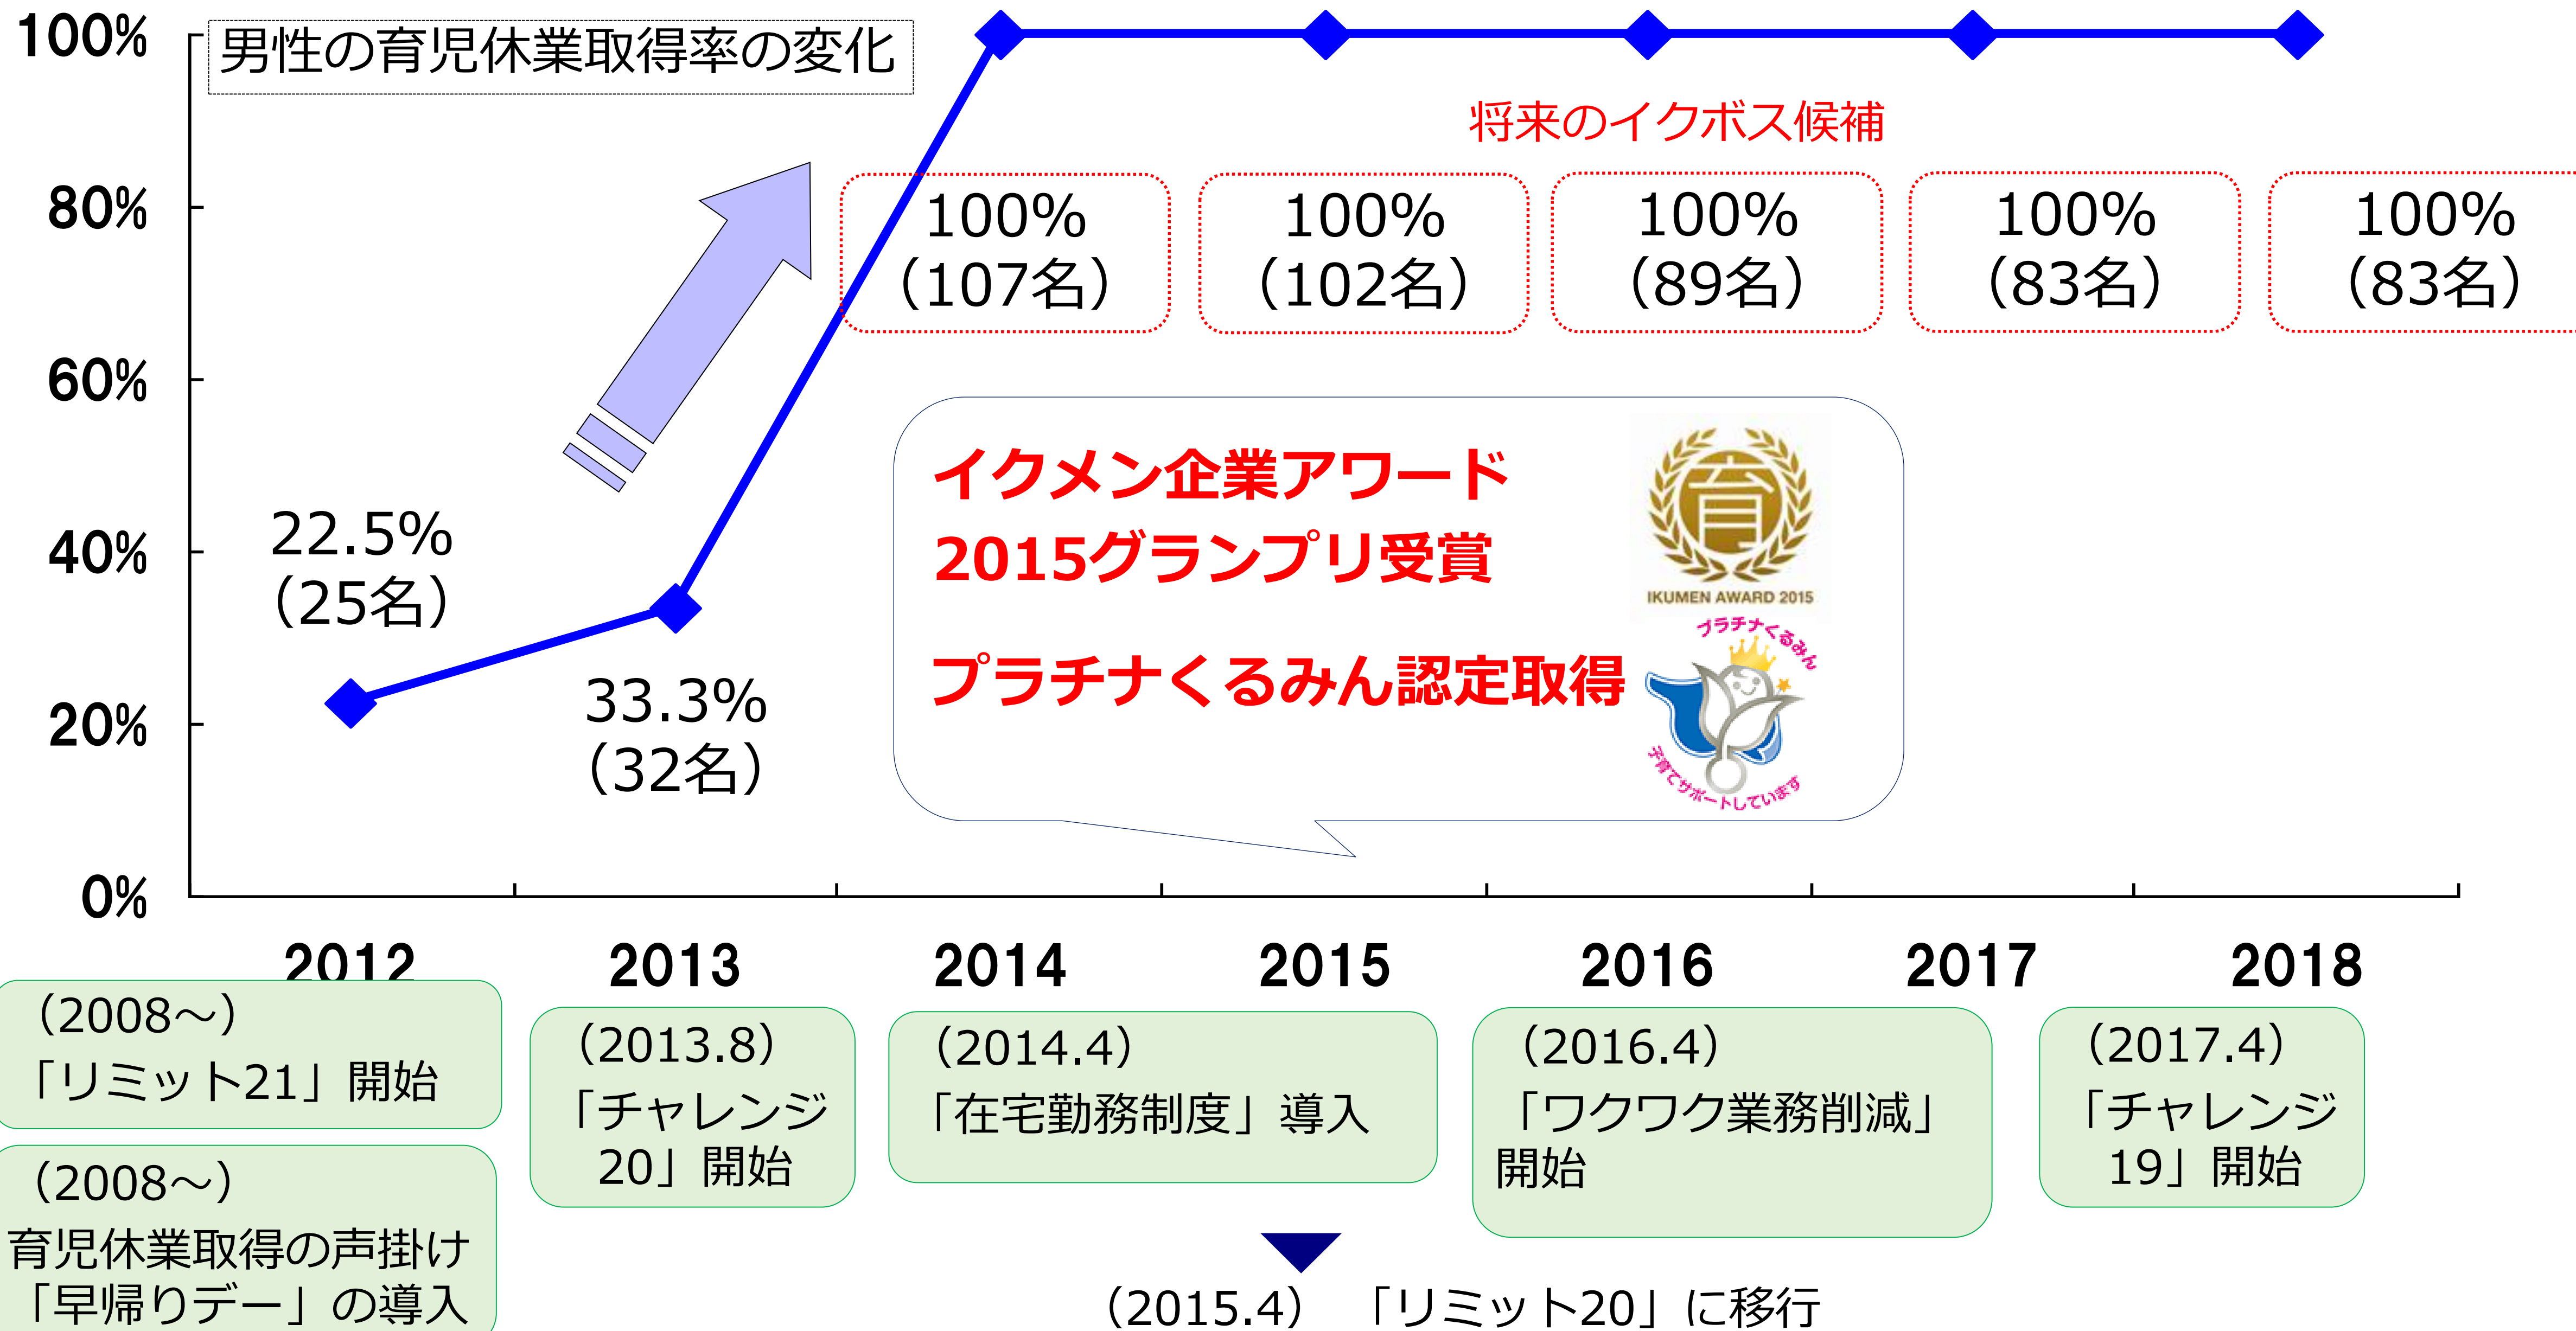 100%
80%
60%
40%
20%
0%
男性の育児休業取得率の変化
将来のイクボス候補
22.5%
（25名）
33.3%
（32名）
100%
（107名）
100%
（102名）
100%
（89名）
100%
（83名）
100%
（83名）
イクメン企業アワード
2015グランプリ受賞
育
IKUMEN AWARD 2015
プラチナくるみん認定取得
プラチナくるみん
子育てサポートしています
2012
2013
2014
2015
2016
2017
2018
（2008～）
「リミット21」開始
（2008～）
育児休業取得の声掛け
「早帰りデー」の導入
（2013.8）
「チャレンジ
20」開始
（2014.4）
「在宅勤務制度」導入
（2016.4）
「ワクワク業務削減」
開始
（2017.4）
「チャレンジ
19」開始
（2015.4） 「リミット20」に移行